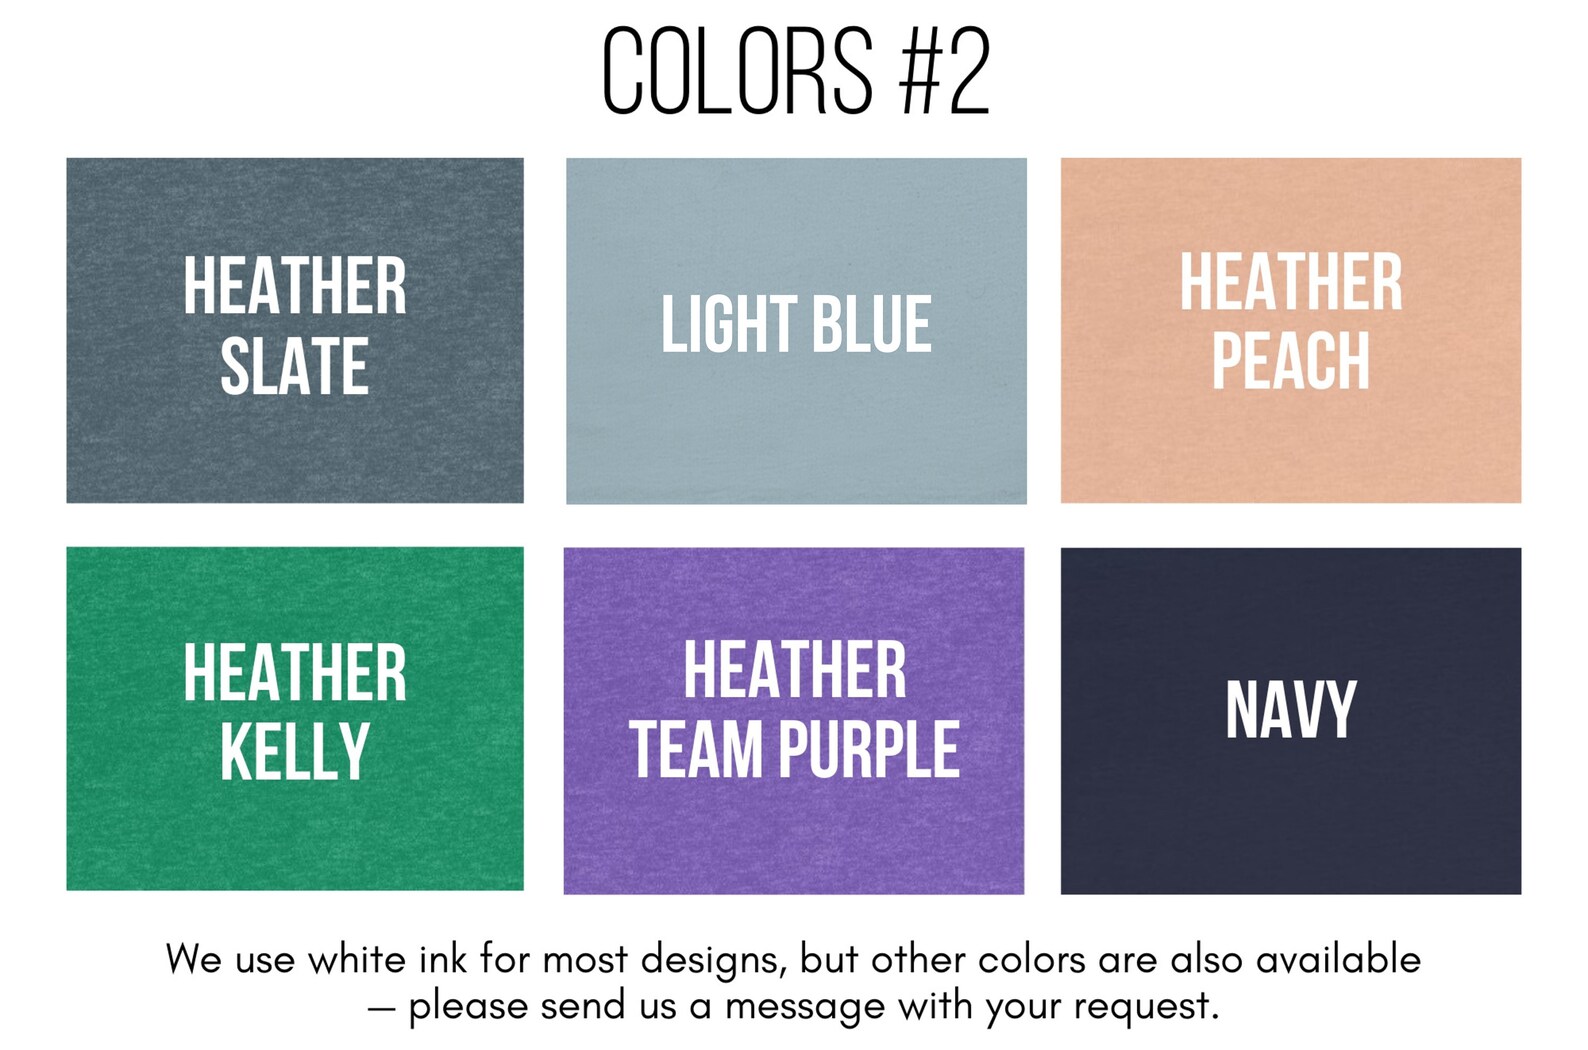 COLORS #2
HEATHER
SLATE
LIGHT BLUE
HEATHER
PEACH
HEATHER
KELLY
HEATHER
TEAM PURPLE
NAVY
We use white ink for most designs, but other colors are also available
— please send us a message with your request.